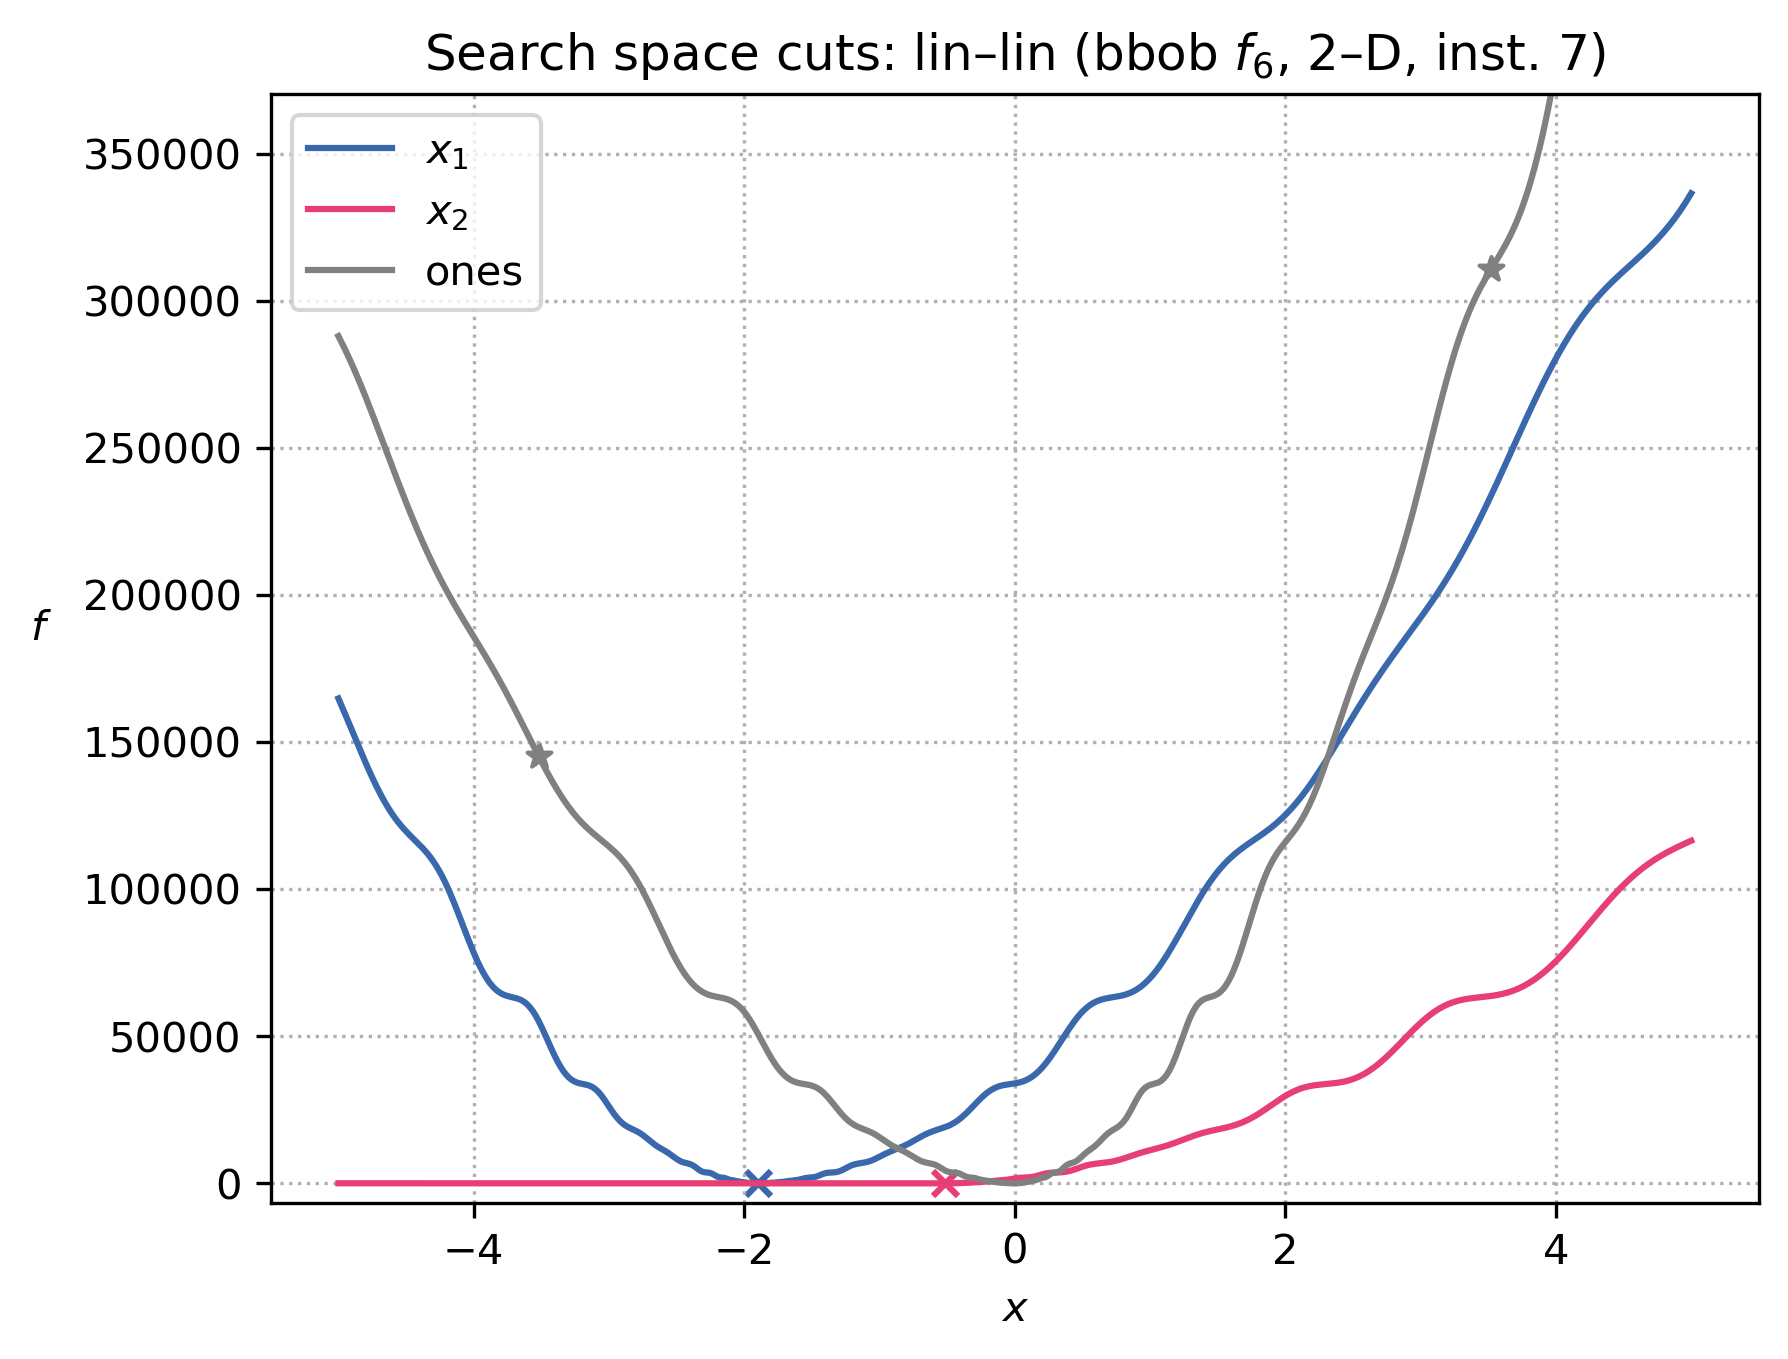 Search space cuts: lin–lin (bbob f₆, 2–D, inst. 7)
x₁
x₂
ones
350000
300000
250000
200000
150000
100000
50000
0
f
−4 −2 0 2 4
x